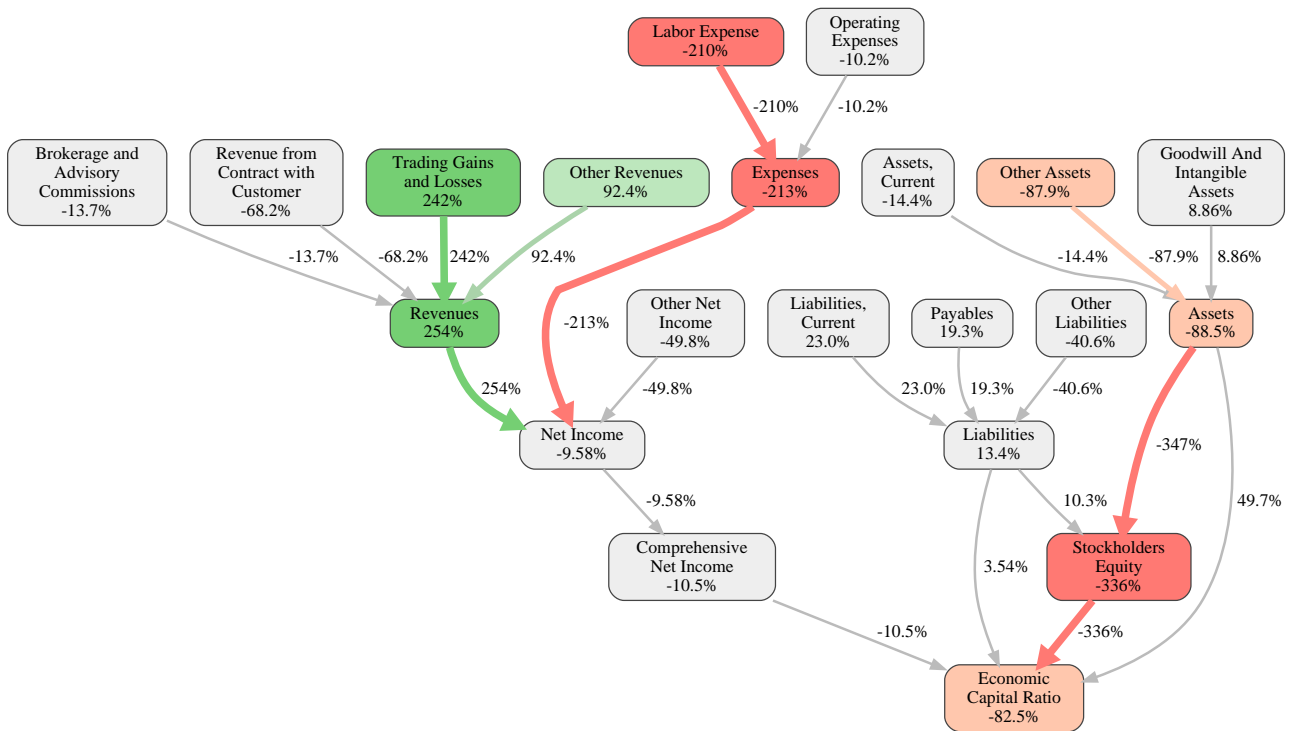 Labor Expense
-210%
Operating
Expenses
-10.2%
-210%
-10.2%
Brokerage and
Advisory
Commissions
-13.7%
Revenue from
Contract with
Customer
-68.2%
Trading Gains
and Losses
242%
Other Revenues
92.4%
Expenses
-213%
Assets,
Current
-14.4%
Other Assets
-87.9%
Goodwill And
Intangible
Assets
8.86%
-13.7%
-68.2%
242%
92.4%
-14.4%
-87.9%
8.86%
Revenues
254%
-213%
Other Net
Income
-49.8%
Liabilities,
Current
23.0%
Payables
19.3%
Other
Liabilities
-40.6%
Assets
-88.5%
254%
-49.8%
23.0%
19.3%
-40.6%
Net Income
-9.58%
Liabilities
13.4%
-347%
-9.58%
10.3%
49.7%
Comprehensive
Net Income
-10.5%
3.54%
Stockholders
Equity
-336%
-10.5%
-336%
Economic
Capital Ratio
-82.5%